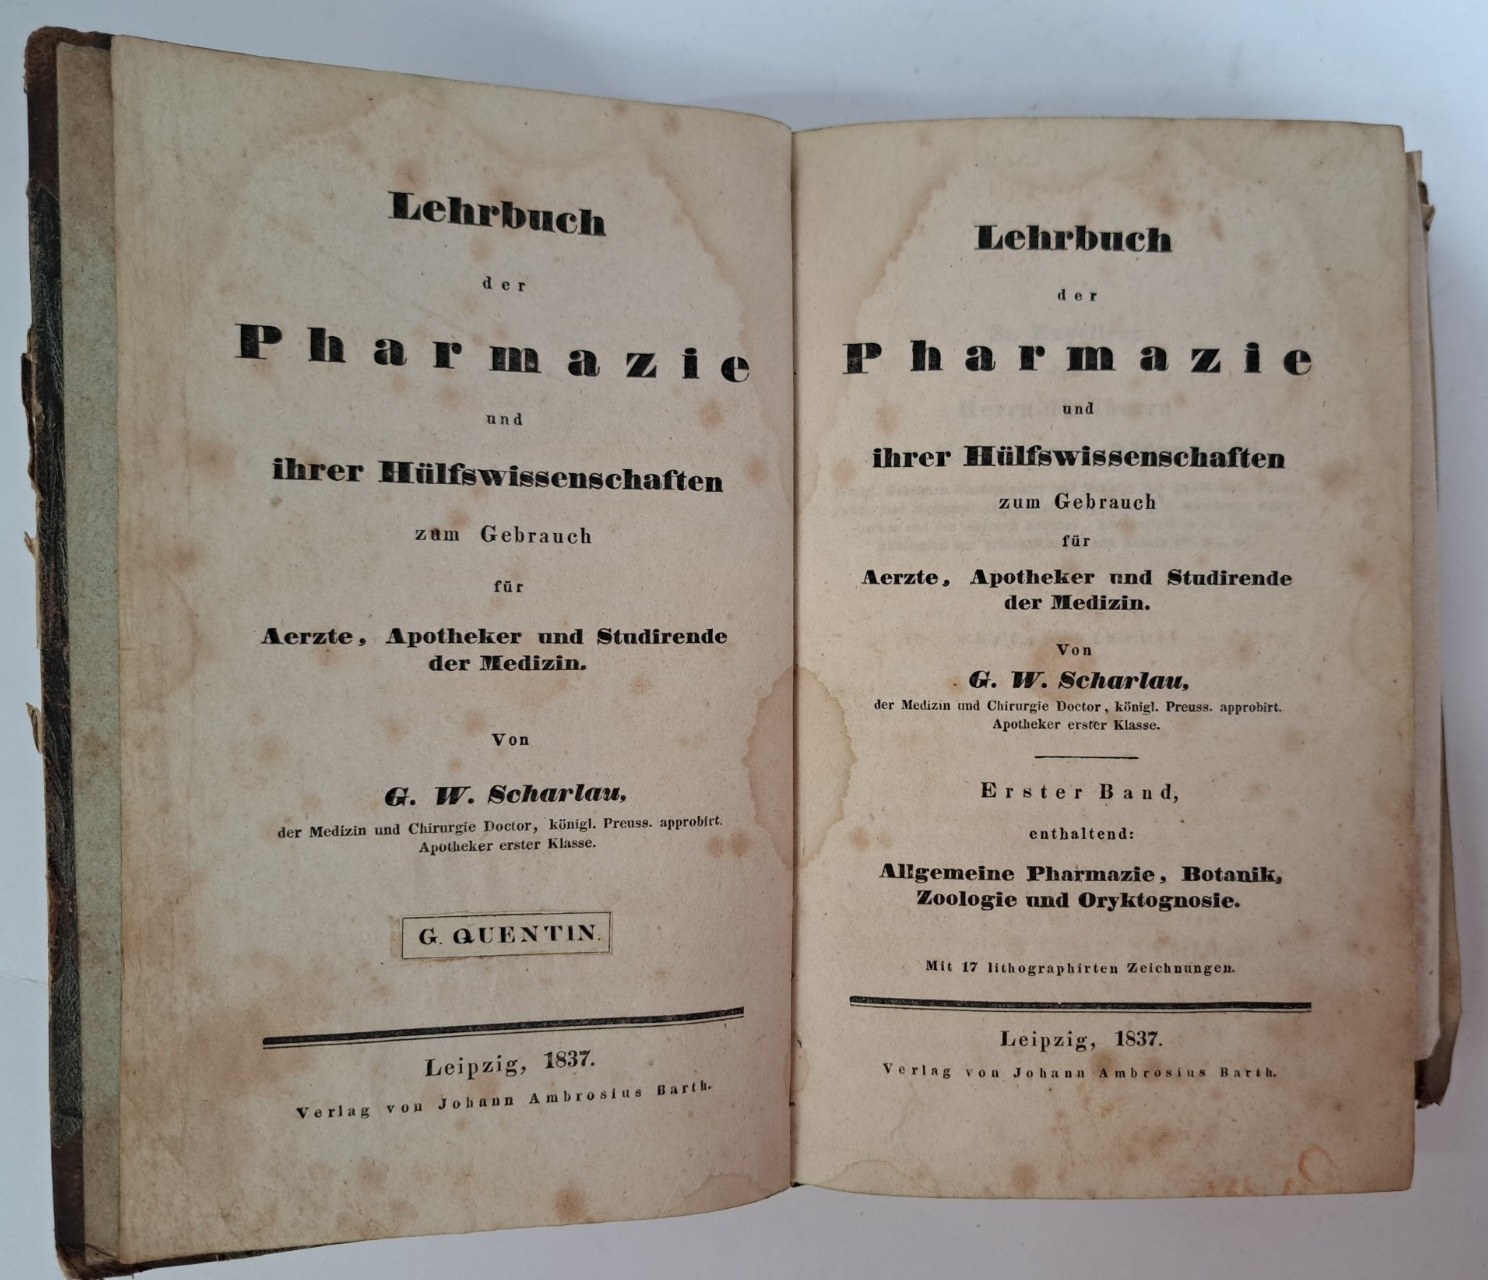 Lehrbuch
der
Pharmazie
und
ihrer Hülfswissenschaften
zum Gebrauch
für
Aerzte, Apotheker und Studirende
der Medizin.
Von
G. W. Scharlau,
der Medizin und Chirurgie Doctor, königl. Preuss. approbirt.
Apotheker erster Klasse.
G. QUENTIN.
Leipzig, 1837.
Verlag von Johann Ambrosius Barth.
Lehrbuch
der
Pharmazie
und
ihrer Hülfswissenschaften
zum Gebrauch
für
Aerzte, Apotheker und Studirende
der Medizin.
Von
G. W. Scharlau,
der Medizin und Chirurgie Doctor, königl. Preuss. approbirt.
Apotheker erster Klasse.
Erster Band,
enthaltend:
Allgemeine Pharmazie, Botanik,
Zoologie und Oryktognosie.
Mit 17 lithographirten Zeichnungen.
Leipzig, 1837.
Verlag von Johann Ambrosius Barth.